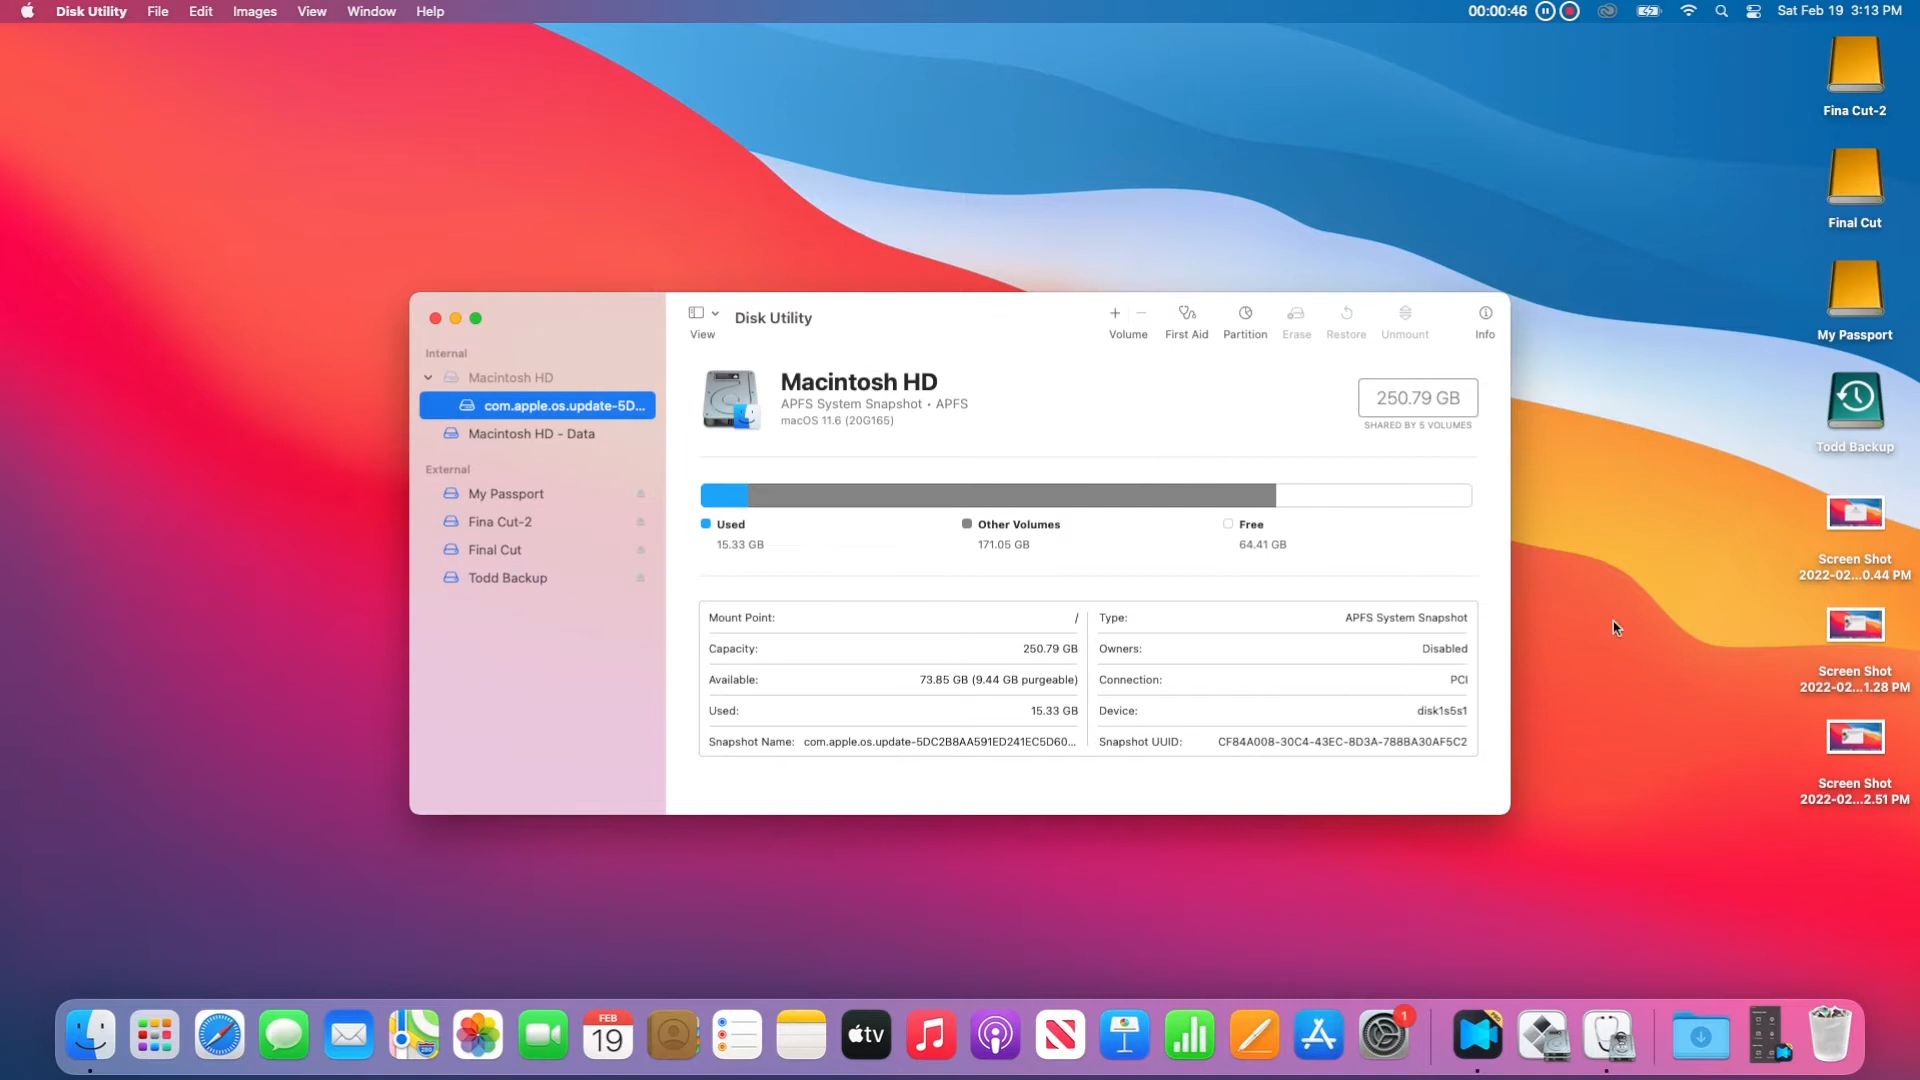 Disk Utility File Edit Images View Window Help 00:00:46 Sat Feb 19 3:13 PM
Fina Cut-2
Final Cut
My Passport
Todd Backup
Screen Shot
2022-02...0.44 PM
Screen Shot
2022-02...1.28 PM
Screen Shot
2022-02...2.51 PM
Internal
Macintosh HD
com.apple.os.update-5D...
Macintosh HD - Data
External
My Passport
Fina Cut-2
Final Cut
Todd Backup
View
Disk Utility
Volume First Aid Partition Erase Restore Unmount Info
Macintosh HD
APFS System Snapshot • APFS
macOS 11.6 (20G165)
250.79 GB
SHARED BY 5 VOLUMES
Used
15.33 GB
Other Volumes
171.05 GB
Free
64.41 GB
Mount Point: /
Capacity: 250.79 GB
Available: 73.85 GB (9.44 GB purgeable)
Used: 15.33 GB
Snapshot Name: com.apple.os.update-5DC2B8AA591ED241EC5D60...
Type: APFS System Snapshot
Owners: Disabled
Connection: PCI
Device: disk1s5s1
Snapshot UUID: CF84A008-30C4-43EC-8D3A-788BA30AF5C2
FEB
19
tv
1